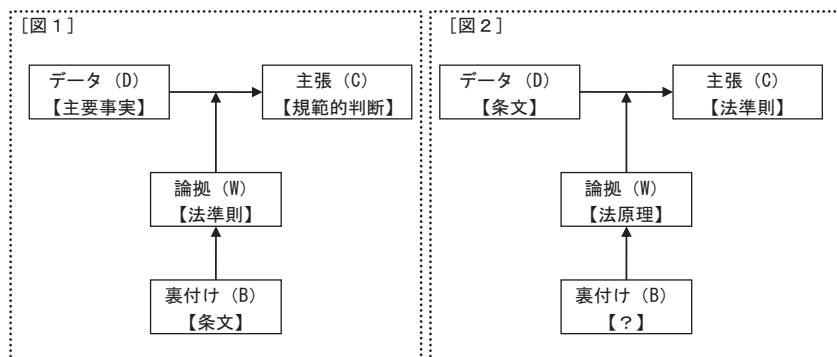 [図1]
データ (D)
【主要事実】
主張 (C)
【規範的判断】
論拠 (W)
【法準則】
裏付け (B)
【条文】
[図2]
データ (D)
【条文】
主張 (C)
【法準則】
論拠 (W)
【法原理】
裏付け (B)
【?】